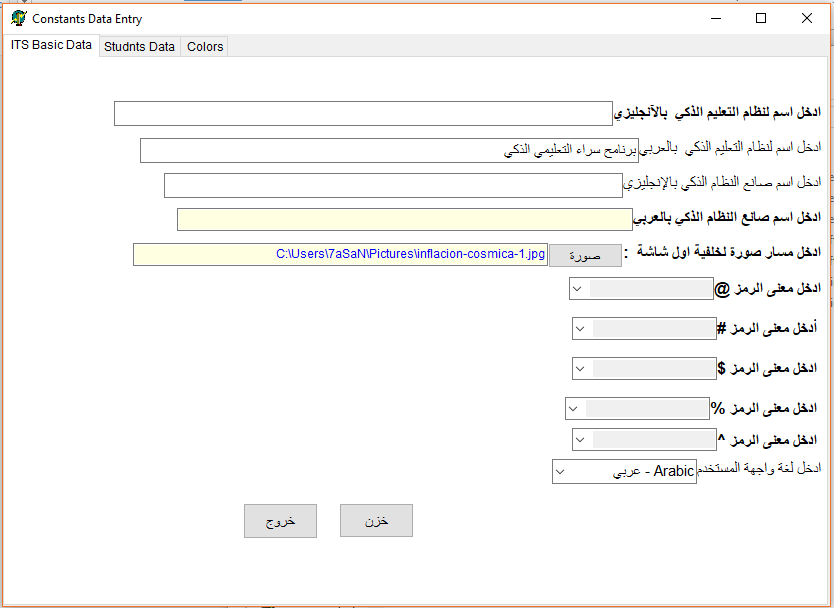 Constants Data Entry
ITS Basic Data Studnts Data Colors
ادخل اسم لنظام التعليم الذكي بالآنجليزي
ادخل اسم لنظام التعليم الذكي بالعربي برنامج سراء التعليمي الذكي
ادخل اسم صانع النظام الذكي بالإنجليزي
ادخل اسم صانع النظام الذكي بالعربي
ادخل مسار صورة لخلفية اول شاشة : صورة C:\Users\7aSaN\Pictures\inflacion-cosmica-1.jpg
ادخل معنى الرمز @
أدخل معنى الرمز #
ادخل معنى الرمز $
ادخل معنى الرمز %
ادخل معنى الرمز ^
ادخل لغة واجهة المستخدم Arabic - عربي
خزن خروج